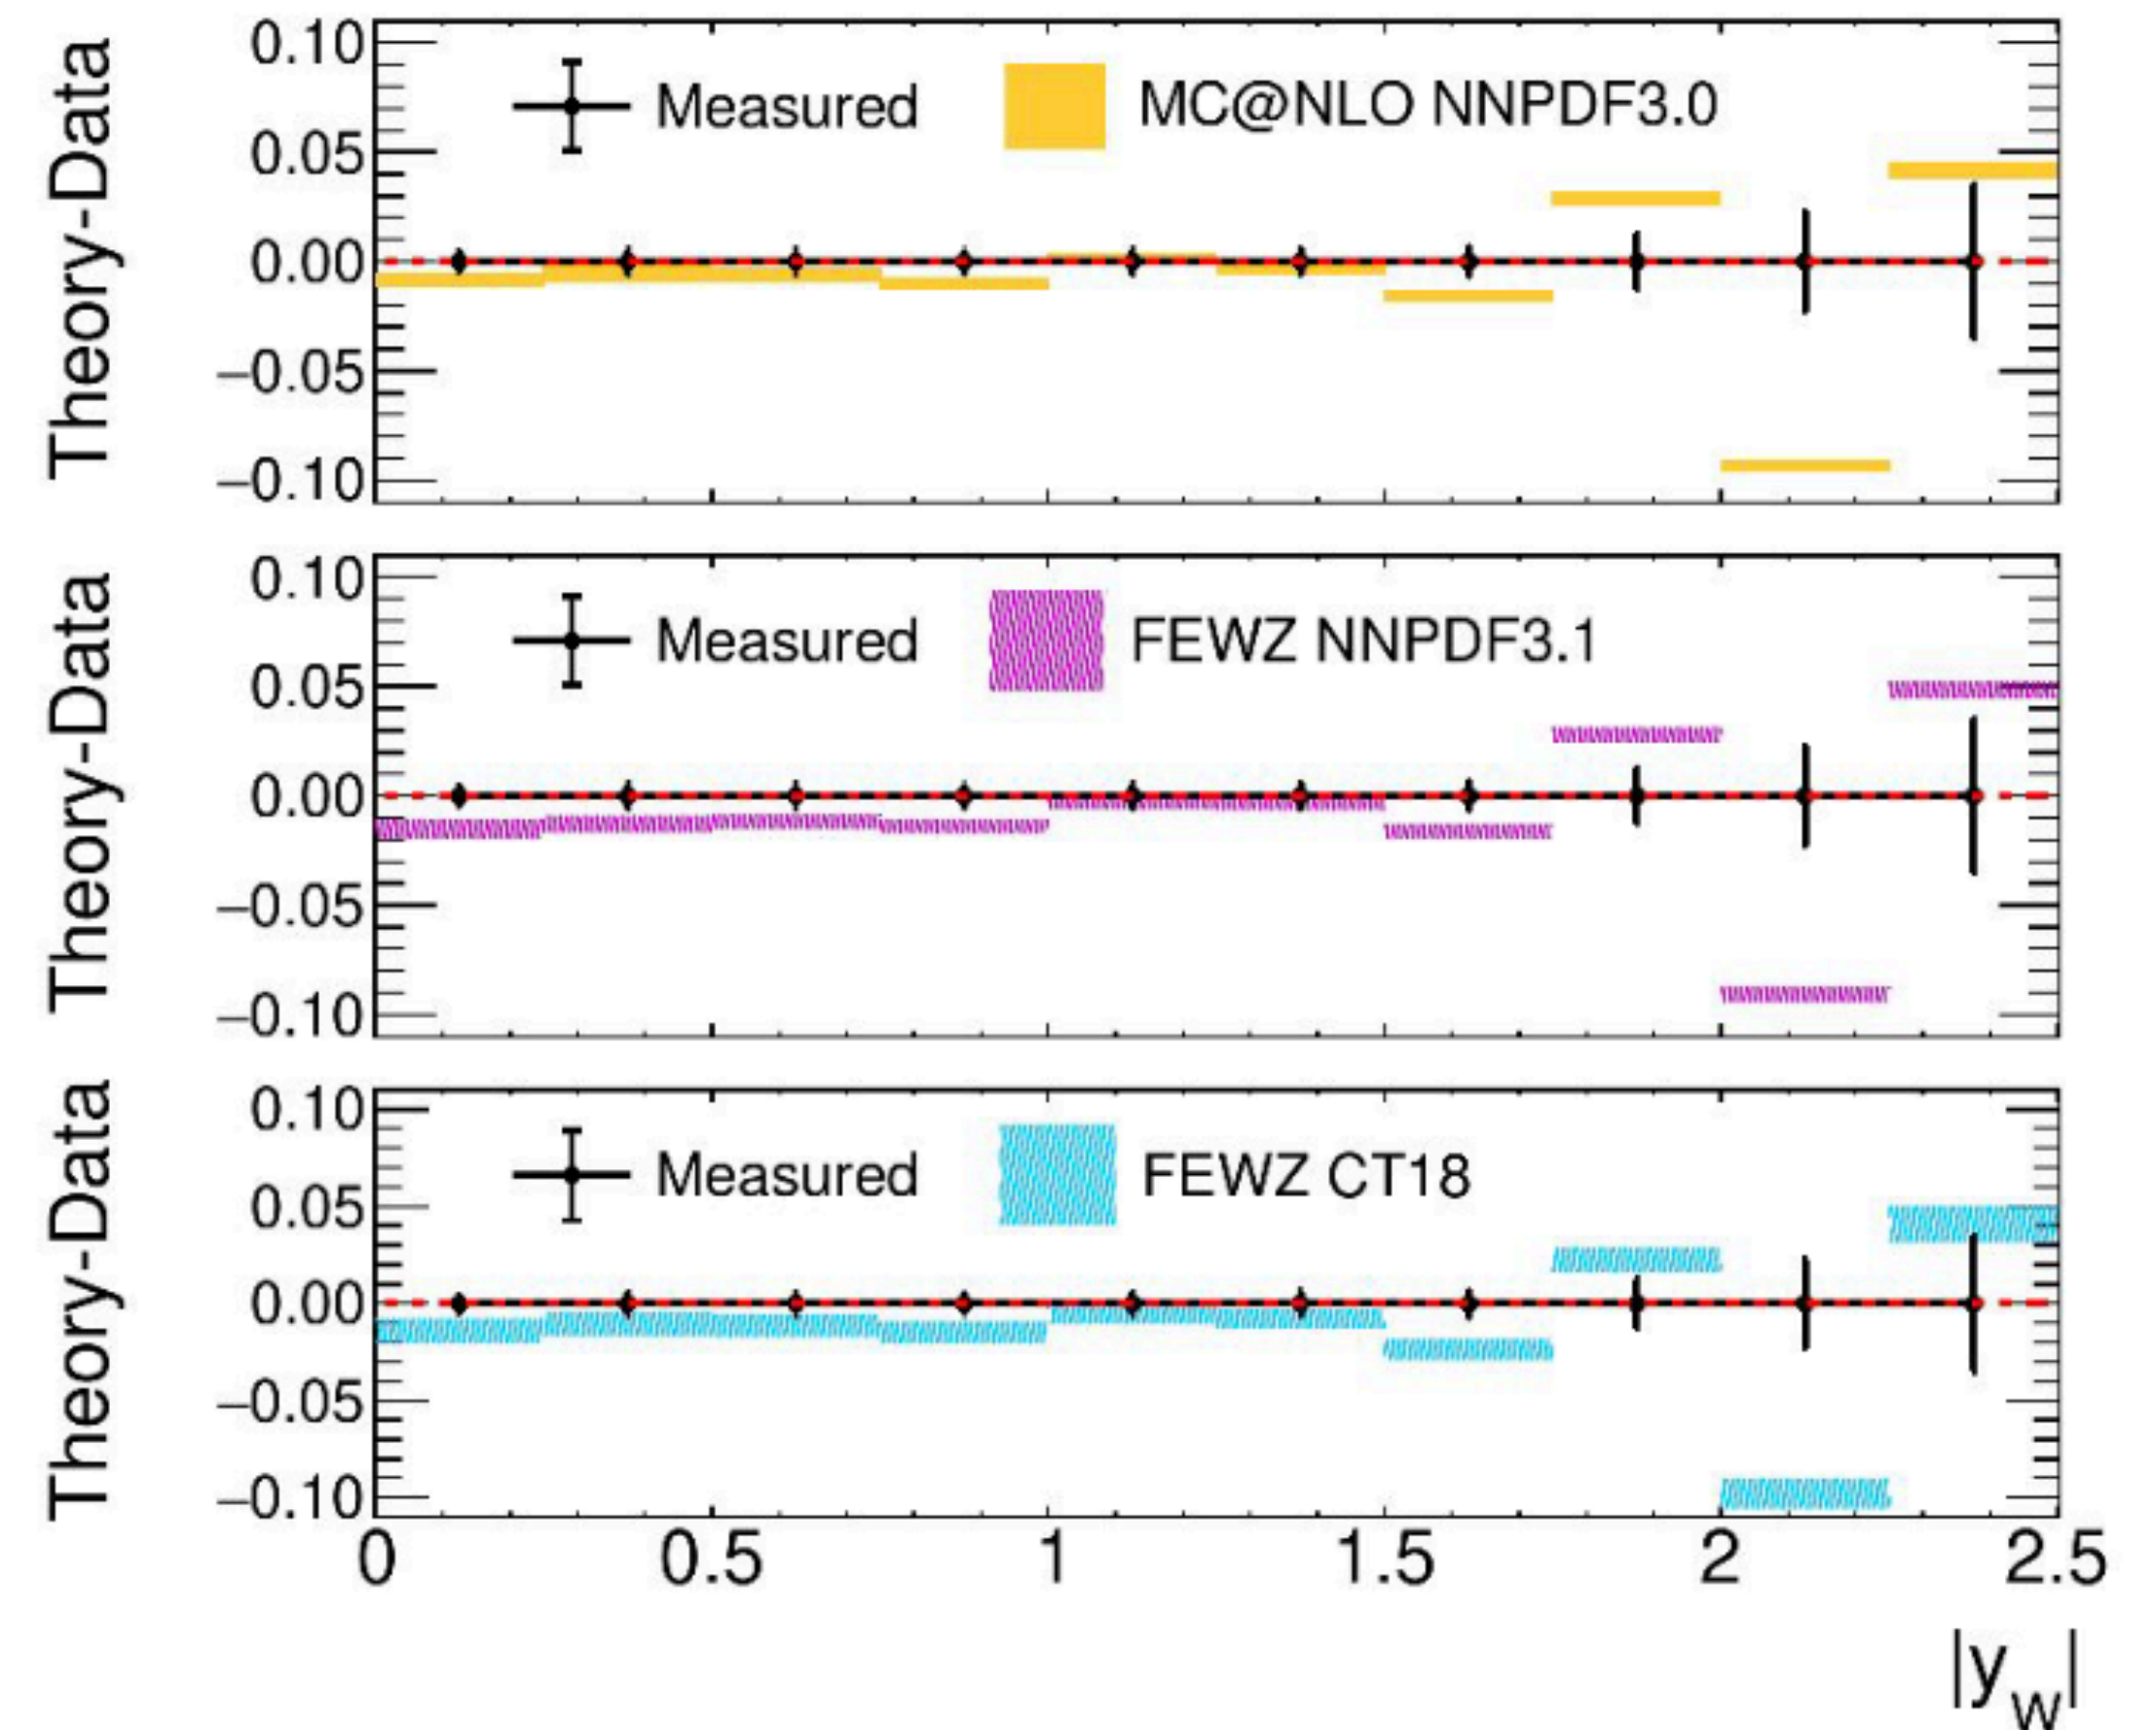 Theory-Data
0.10
0.05
0.00
−0.05
−0.10
Measured
MC@NLO NNPDF3.0
Theory-Data
0.10
0.05
0.00
−0.05
−0.10
Measured
FEWZ NNPDF3.1
Theory-Data
0.10
0.05
0.00
−0.05
−0.10
Measured
FEWZ CT18
0 0.5 1 1.5 2 2.5
|y_W|